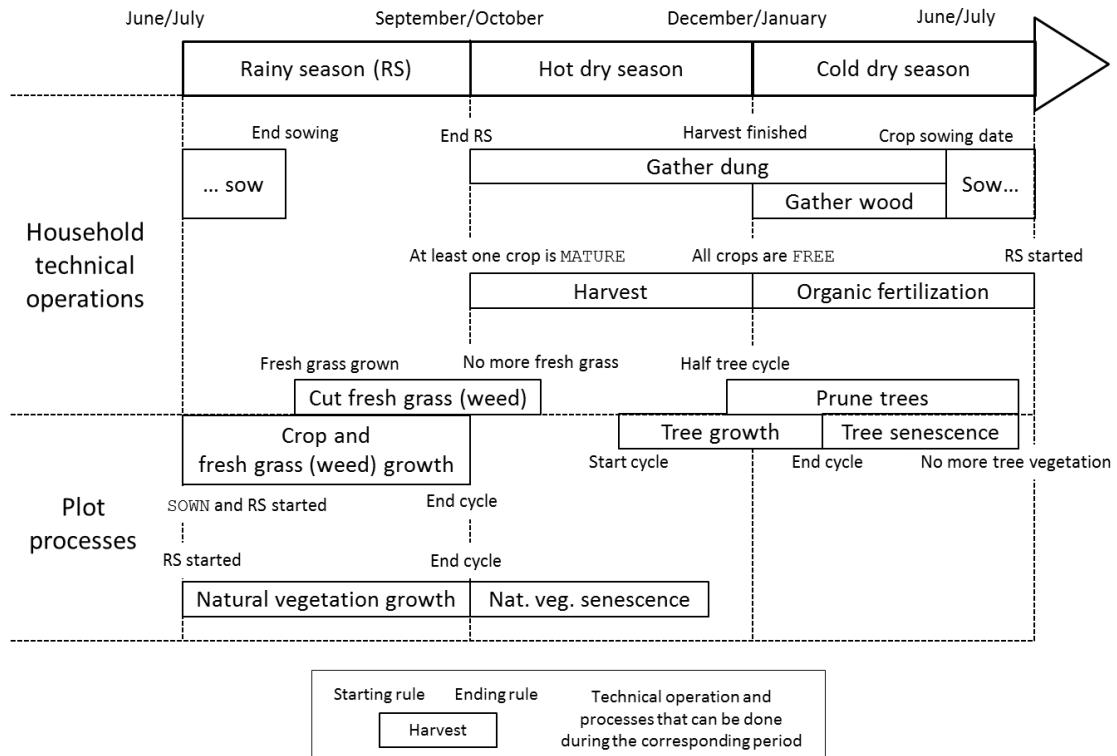 June/July
September/October
December/January
June/July
Rainy season (RS)
Hot dry season
Cold dry season
End sowing
End RS
Harvest finished
Crop sowing date
... sow
Gather dung
Sow...
Gather wood
Household
technical
operations
At least one crop is MATURE
All crops are FREE
RS started
Harvest
Organic fertilization
Fresh grass grown
No more fresh grass
Half tree cycle
Cut fresh grass (weed)
Prune trees
Crop and
fresh grass (weed) growth
Tree growth
Tree senescence
Start cycle
End cycle
No more tree vegetation
Plot
processes
SOWN and RS started
End cycle
RS started
End cycle
Natural vegetation growth
Nat. veg. senescence
Starting rule
Ending rule
Harvest
Technical operation and
processes that can be done
during the corresponding period